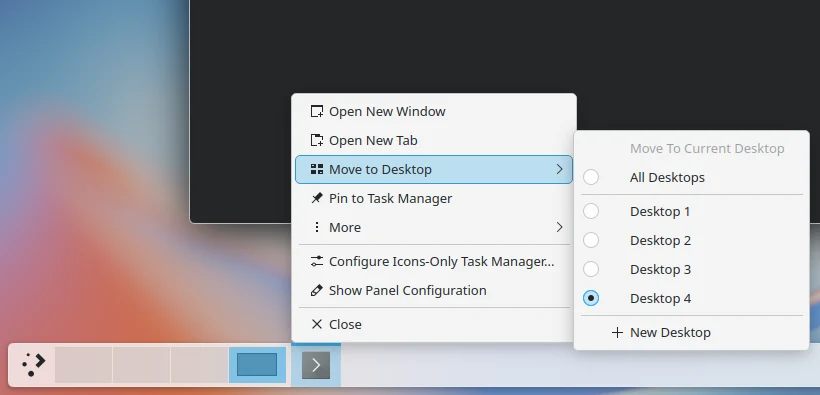 Open New Window
Open New Tab
Move to Desktop
Pin to Task Manager
More
Configure Icons-Only Task Manager...
Show Panel Configuration
Close
Move To Current Desktop
All Desktops
Desktop 1
Desktop 2
Desktop 3
Desktop 4
New Desktop